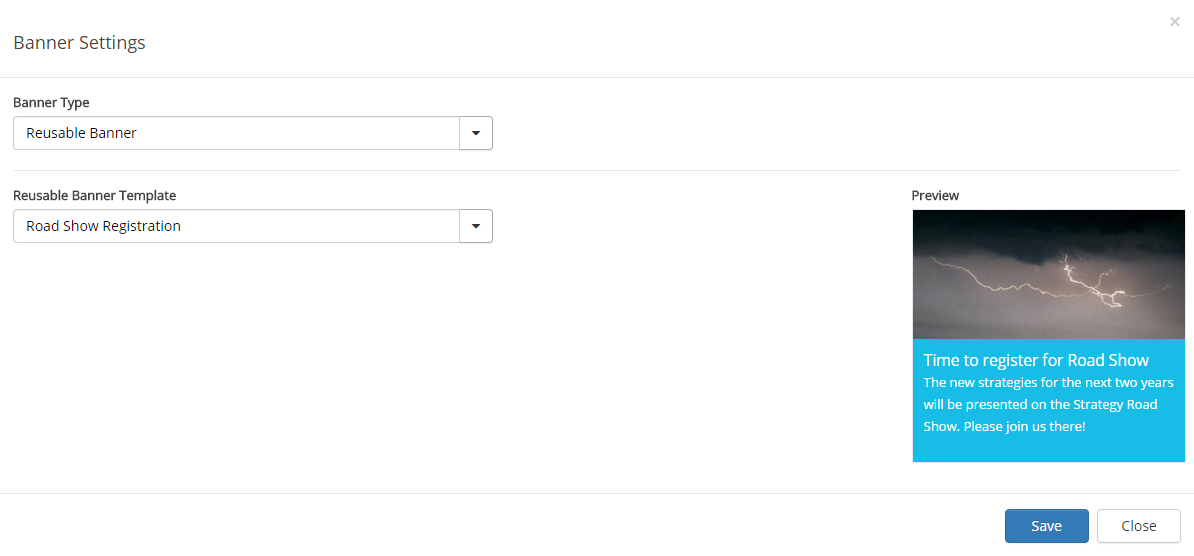 ×
Banner Settings
Banner Type
Reusable Banner
Reusable Banner Template
Road Show Registration
Preview
Time to register for Road Show
The new strategies for the next two years
will be presented on the Strategy Road
Show. Please join us there!
Save
Close